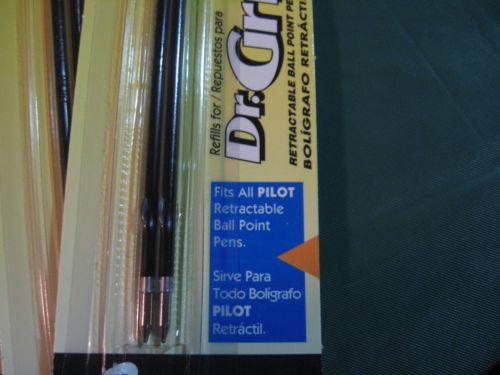 Refills for / Repuestos para
Dr. Gri
RETRACTABLE BALL POINT PE
BOLÍGRAFO RETRÁCTI
Fits All PILOT
Retractable
Ball Point
Pens.
Sirve Para
Todo Bolígrafo
PILOT
Retráctil.